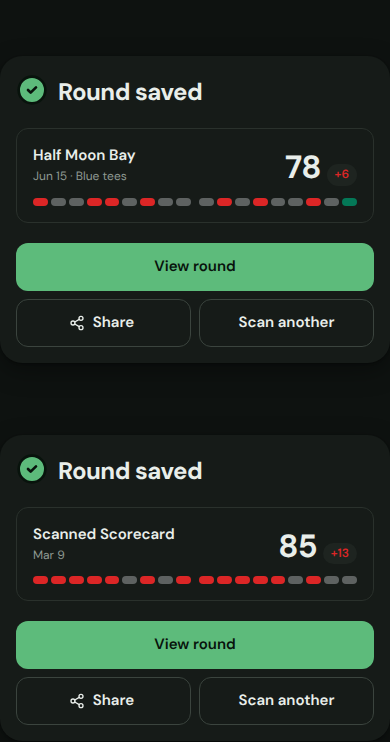 Round saved
Half Moon Bay
Jun 15 · Blue tees
78
+6
View round
Share
Scan another
Round saved
Scanned Scorecard
Mar 9
85
+13
View round
Share
Scan another